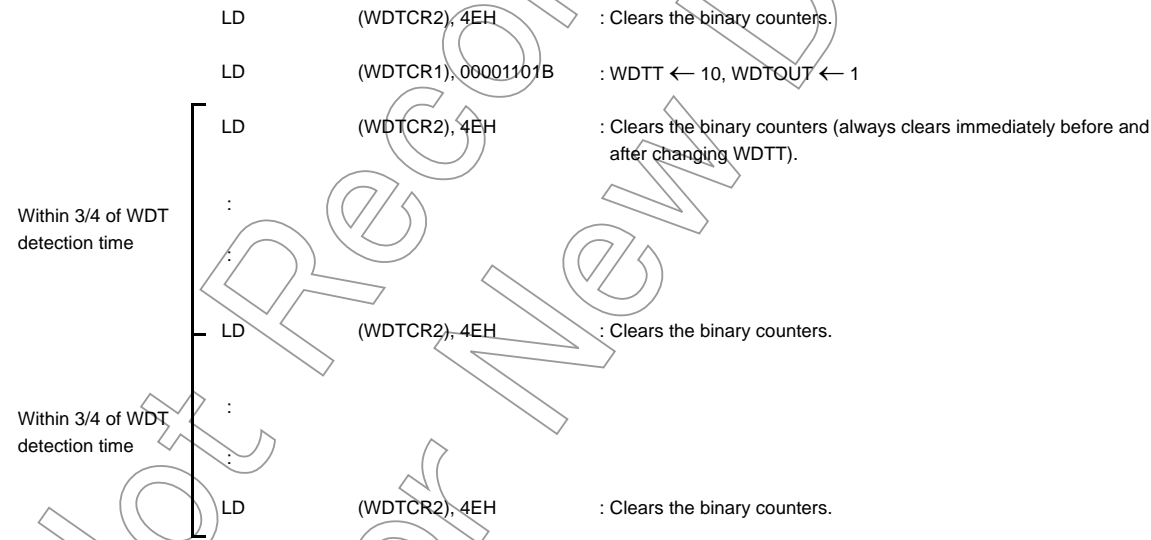 LD (WDTCR2), 4EH : Clears the binary counters.
LD (WDTCR1), 00001101B : WDTT ← 10, WDTOUT ← 1
LD (WDTCR2), 4EH : Clears the binary counters (always clears immediately before and
after changing WDTT).
Within 3/4 of WDT :
detection time
:
LD (WDTCR2), 4EH : Clears the binary counters.
Within 3/4 of WDT :
detection time
:
LD (WDTCR2), 4EH : Clears the binary counters.